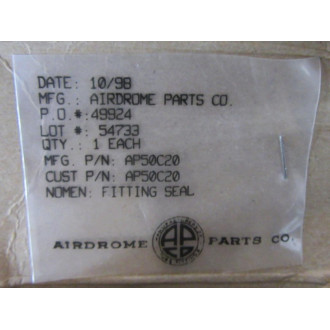 DATE: 10/98
MFG.: AIRDROME PARTS CO.
P.O.#:49924
LOT #: 54733
QTY.: 1 EACH
MFG. P/N: AP50C20
CUST P/N: AP50C20
NOMEN: FITTING SEAL
AIRDROME PARTS CO.